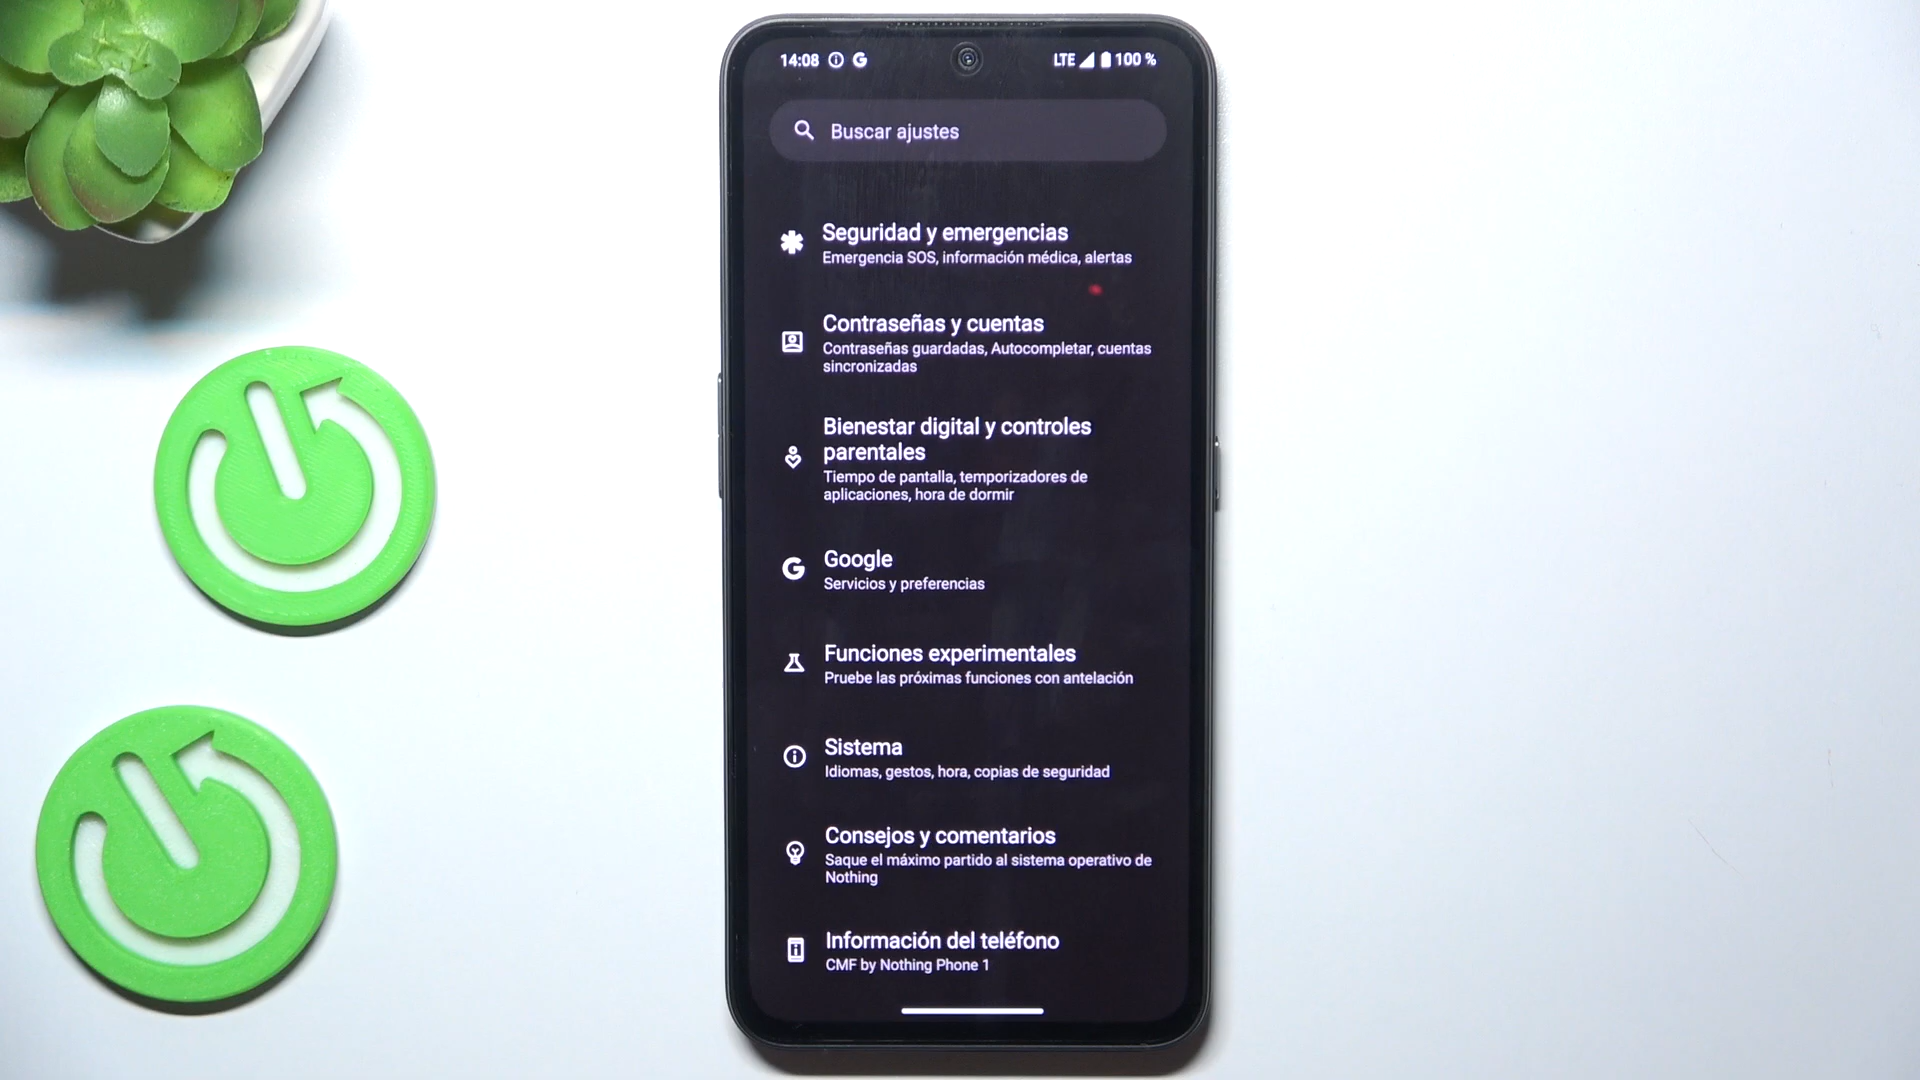 14:08
LTE 100 %
Buscar ajustes
Seguridad y emergencias
Emergencia SOS, información médica, alertas
Contraseñas y cuentas
Contraseñas guardadas, Autocompletar, cuentas
sincronizadas
Bienestar digital y controles
parentales
Tiempo de pantalla, temporizadores de
aplicaciones, hora de dormir
Google
Servicios y preferencias
Funciones experimentales
Pruebe las próximas funciones con antelación
Sistema
Idiomas, gestos, hora, copias de seguridad
Consejos y comentarios
Saque el máximo partido al sistema operativo de
Nothing
Información del teléfono
CMF by Nothing Phone 1